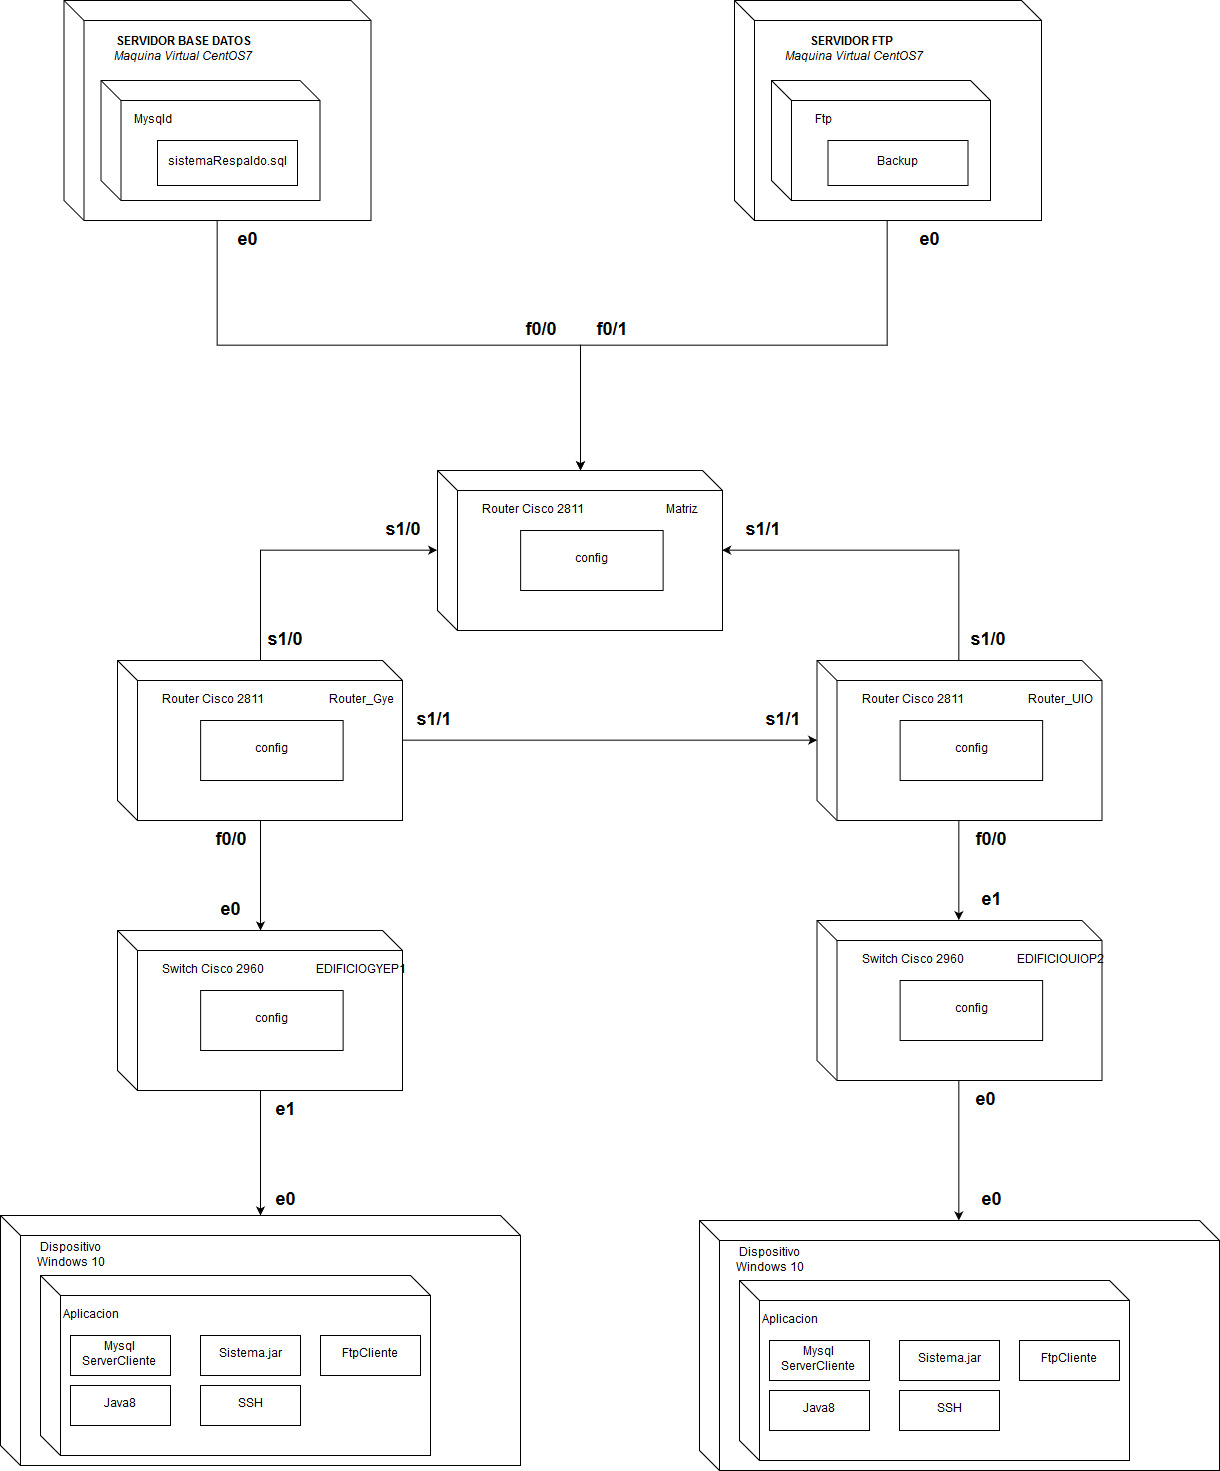 SERVIDOR BASE DATOS
Maquina Virtual CentOS7
Mysqld
sistemaRespaldo.sql
e0
SERVIDOR FTP
Maquina Virtual CentOS7
Ftp
Backup
e0
f0/0
f0/1
Router Cisco 2811
Matriz
config
s1/0
s1/1
s1/0
s1/0
Router Cisco 2811
Router_Gye
config
s1/1
s1/1
Router Cisco 2811
Router_UIO
config
f0/0
f0/0
e0
e1
Switch Cisco 2960
EDIFICIOGYEP1
config
Switch Cisco 2960
EDIFICIOUIOP2
config
e1
e0
e0
e0
Dispositivo
Windows 10
Aplicacion
Mysql
ServerCliente
Sistema.jar
FtpCliente
Java8
SSH
Dispositivo
Windows 10
Aplicacion
Mysql
ServerCliente
Sistema.jar
FtpCliente
Java8
SSH